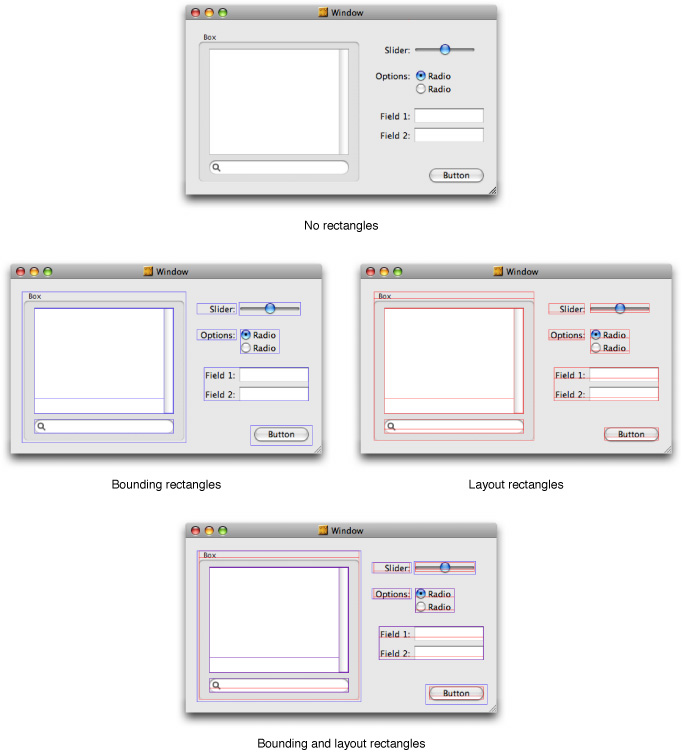 Window
Box
Slider:
Options: Radio
Radio
Field 1:
Field 2:
Button
No rectangles
Window
Box
Slider:
Options: Radio
Radio
Field 1:
Field 2:
Button
Bounding rectangles
Window
Box
Slider:
Options: Radio
Radio
Field 1:
Field 2:
Button
Layout rectangles
Window
Box
Slider:
Options: Radio
Radio
Field 1:
Field 2:
Button
Bounding and layout rectangles